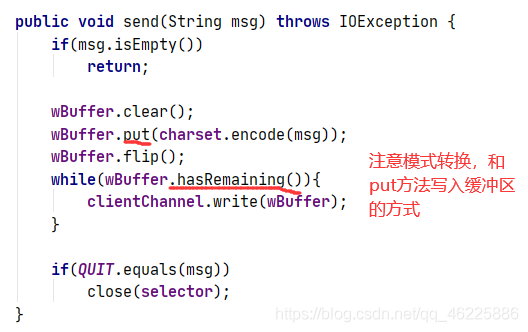 public void send(String msg) throws IOException {
    if(msg.isEmpty())
        return;

    wBuffer.clear();
    wBuffer.put(charset.encode(msg));
    wBuffer.flip();
    while(wBuffer.hasRemaining()){
        clientChannel.write(wBuffer);
    }

    if(QUIT.equals(msg))
        close(selector);
}
注意模式转换，和
put方法写入缓冲区
的方式
https://blog.csdn.net/qq_46225886